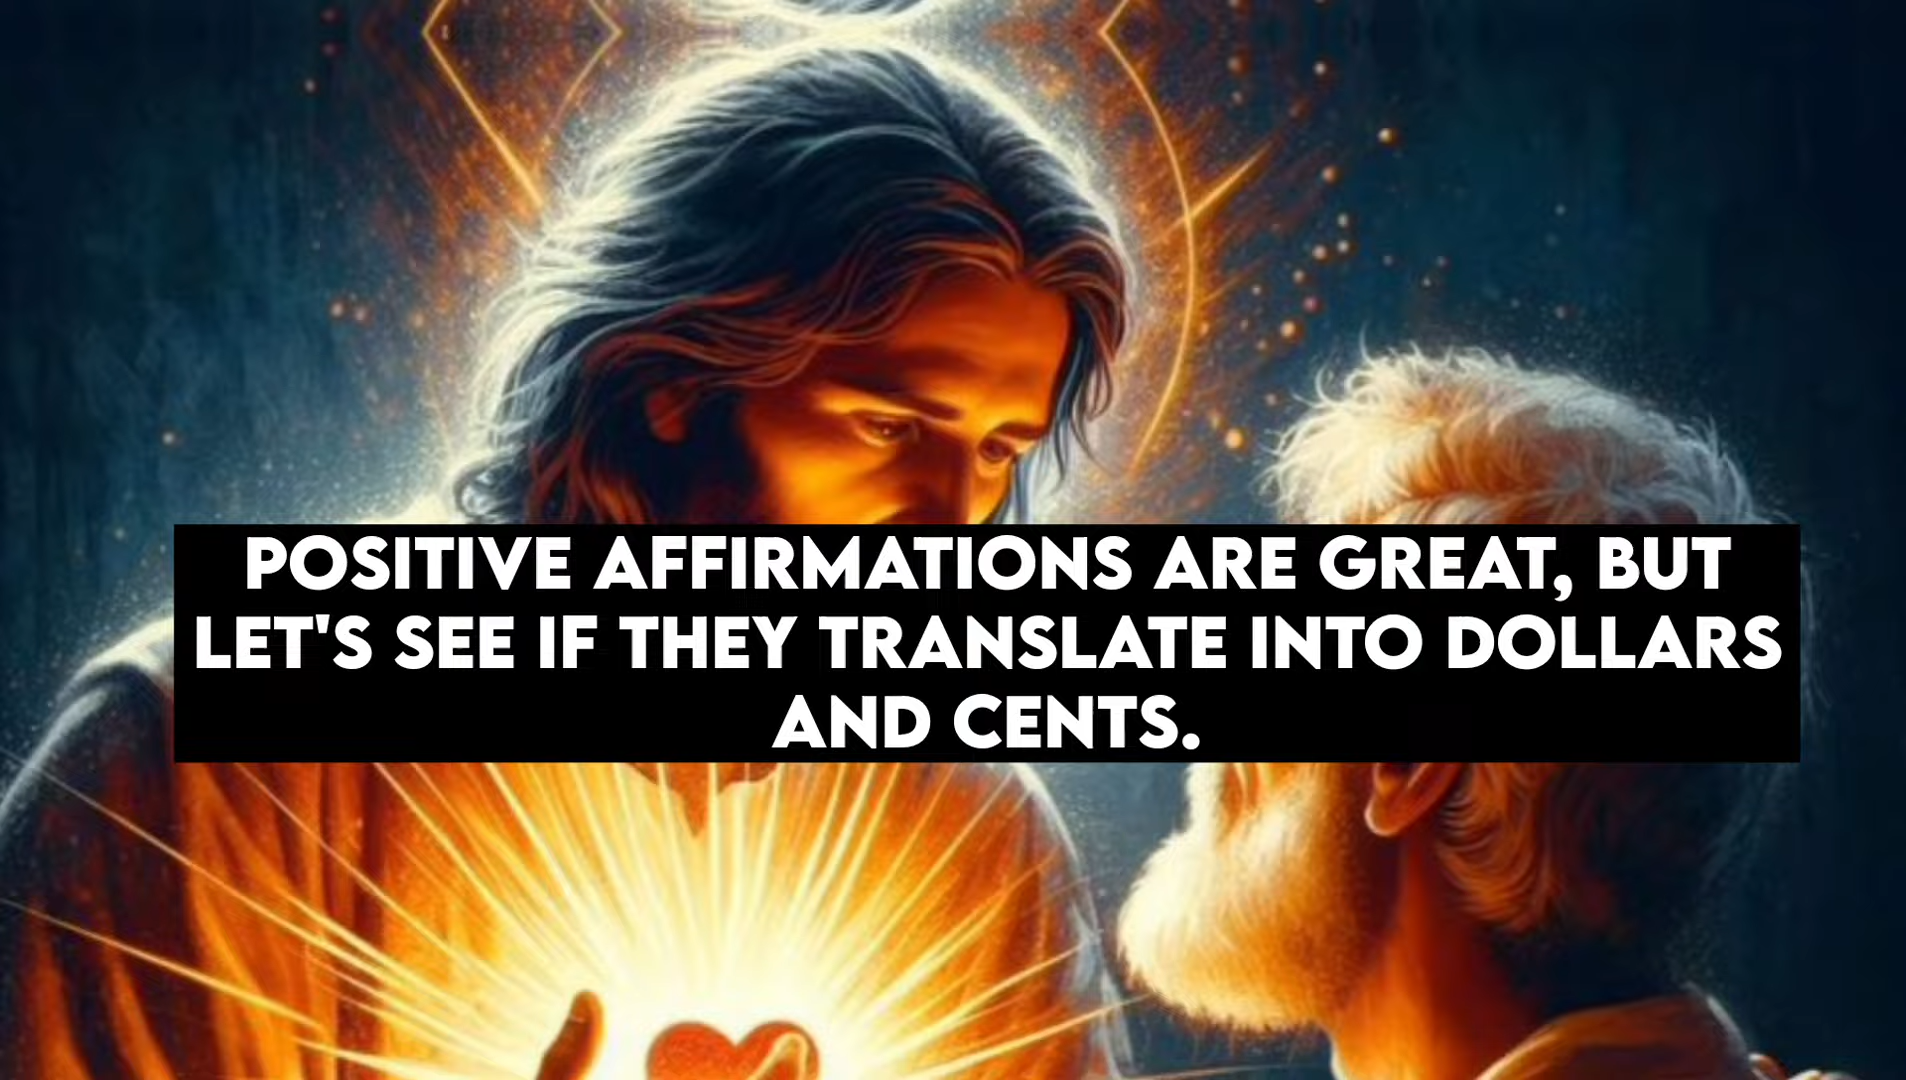 POSITIVE AFFIRMATIONS ARE GREAT, BUT
LET'S SEE IF THEY TRANSLATE INTO DOLLARS
AND CENTS.